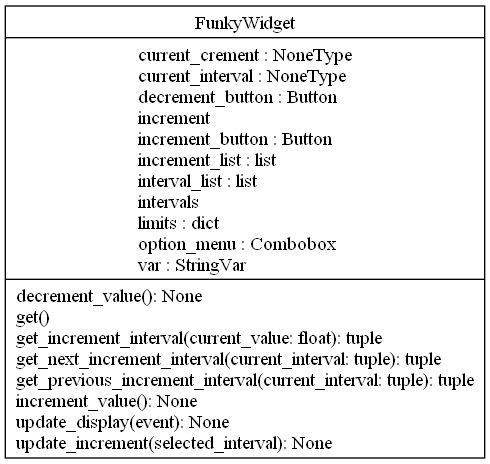 FunkyWidget
current_crement : NoneType
current_interval : NoneType
decrement_button : Button
increment
increment_button : Button
increment_list : list
interval_list : list
intervals
limits : dict
option_menu : Combobox
var : StringVar
decrement_value(): None
get()
get_increment_interval(current_value: float): tuple
get_next_increment_interval(current_interval: tuple): tuple
get_previous_increment_interval(current_interval: tuple): tuple
increment_value(): None
update_display(event): None
update_increment(selected_interval): None